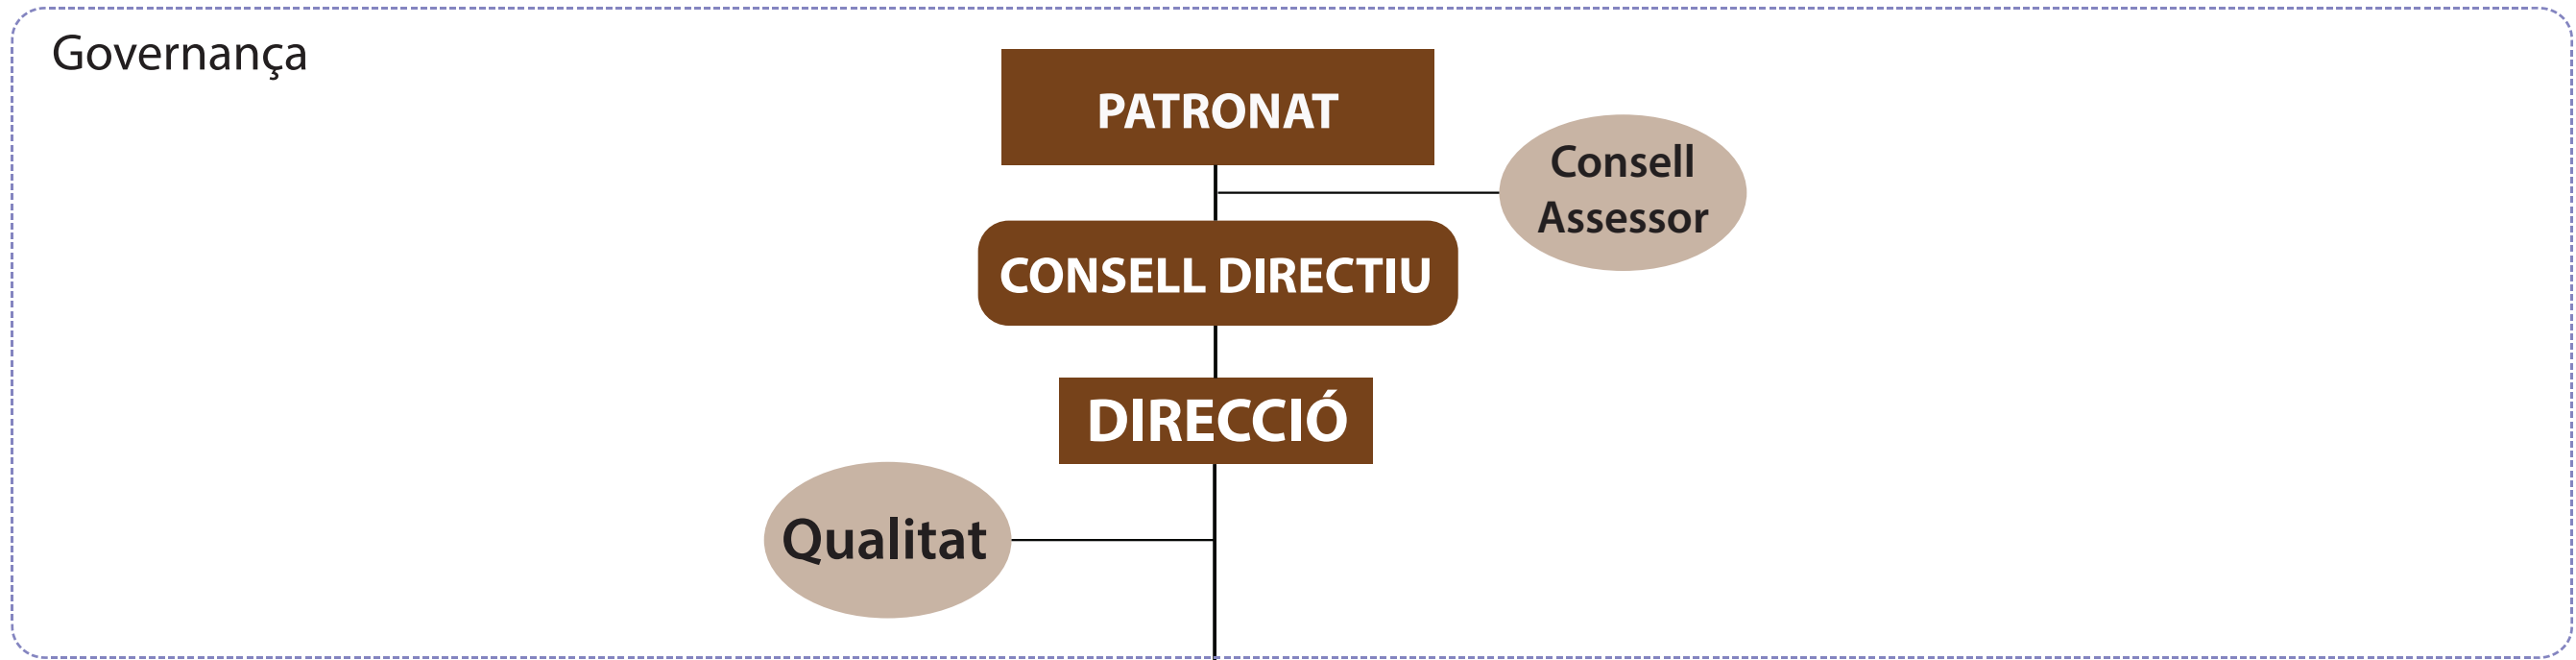 Governança
PATRONAT
Consell
Assessor
CONSELL DIRECTIU
DIRECCIÓ
Qualitat